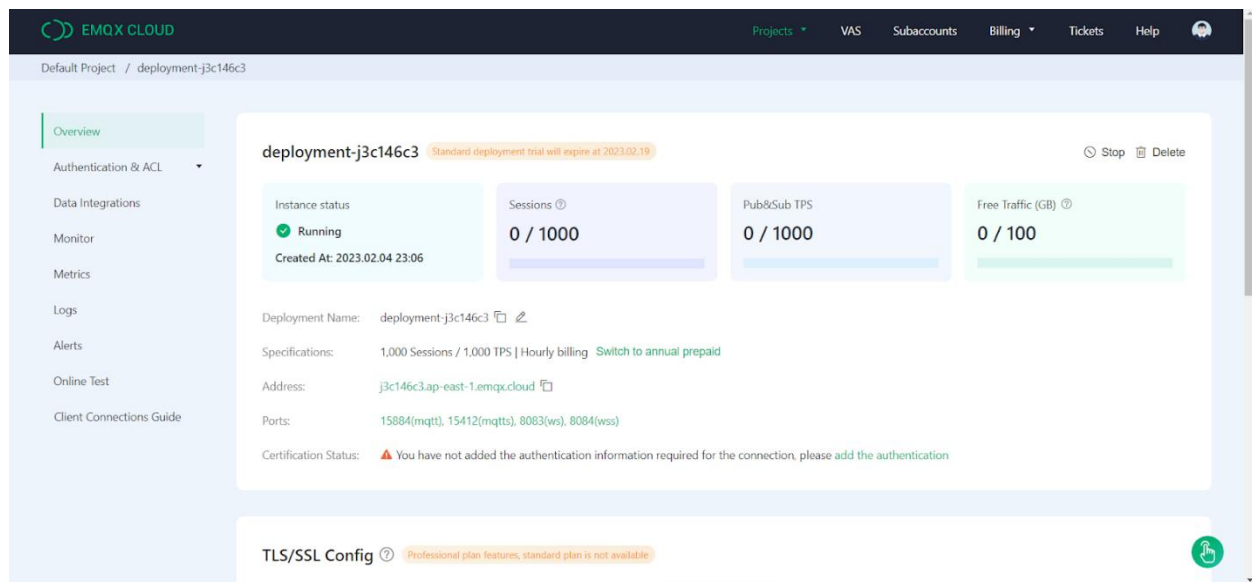 EMQX CLOUD
Projects VAS Subaccounts Billing Tickets Help
Default Project / deployment-j3c146c3
Overview
Authentication & ACL
Data Integrations
Monitor
Metrics
Logs
Alerts
Online Test
Client Connections Guide
deployment-j3c146c3 Standard deployment trial will expire at 2023.02.19 Stop Delete
Instance status
Running
Created At: 2023.02.04 23:06
Sessions
0 / 1000
Pub&Sub TPS
0 / 1000
Free Traffic (GB)
0 / 100
Deployment Name: deployment-j3c146c3
Specifications: 1,000 Sessions / 1,000 TPS | Hourly billing Switch to annual prepaid
Address: j3c146c3.ap-east-1.emqx.cloud
Ports: 15884(mqtt), 15412(mqtts), 8083(ws), 8084(wss)
Certification Status: You have not added the authentication information required for the connection, please add the authentication
TLS/SSL Config Professional plan features, standard plan is not available